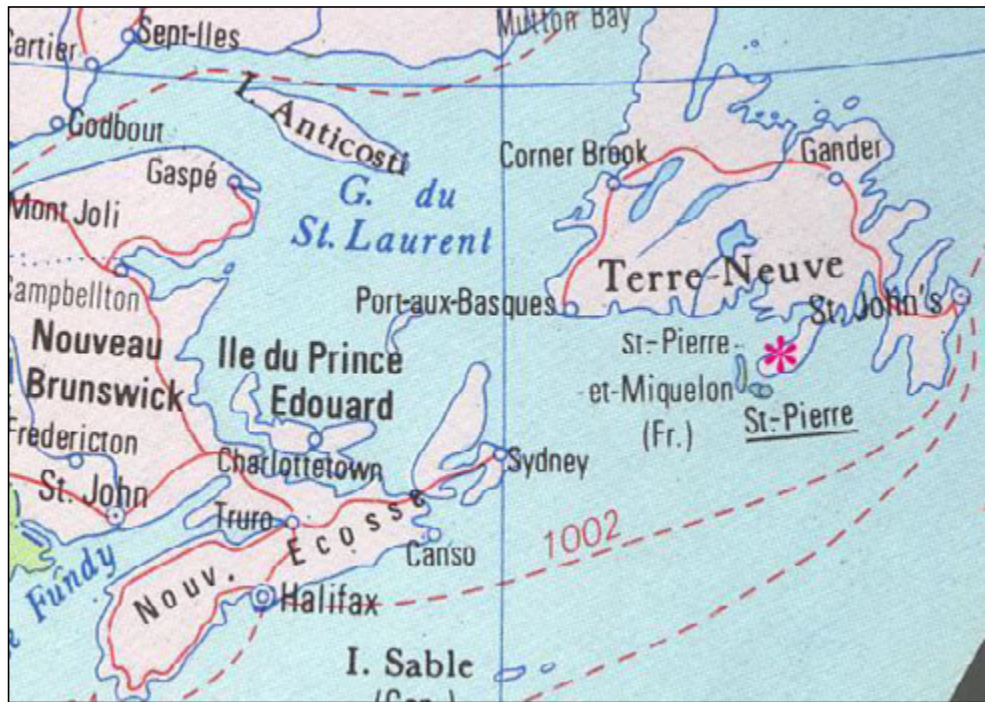 Mutton Bay
Sept-Iles
Cartier
I. Anticosti
Godbout
Corner Brook
Gander
Gaspé
G. du
St. Laurent
Mont Joli
Terre-Neuve
Campbellton
Port-aux-Basques
St. John's
Nouveau
Brunswick
Ile du Prince
Edouard
St.-Pierre
et-Miquelon
(Fr.)
St-Pierre
Fredericton
Charlottetown
Sydney
St. John
Truro
Nouv. Ecosse
Canso
1002
Fundy
Halifax
I. Sable